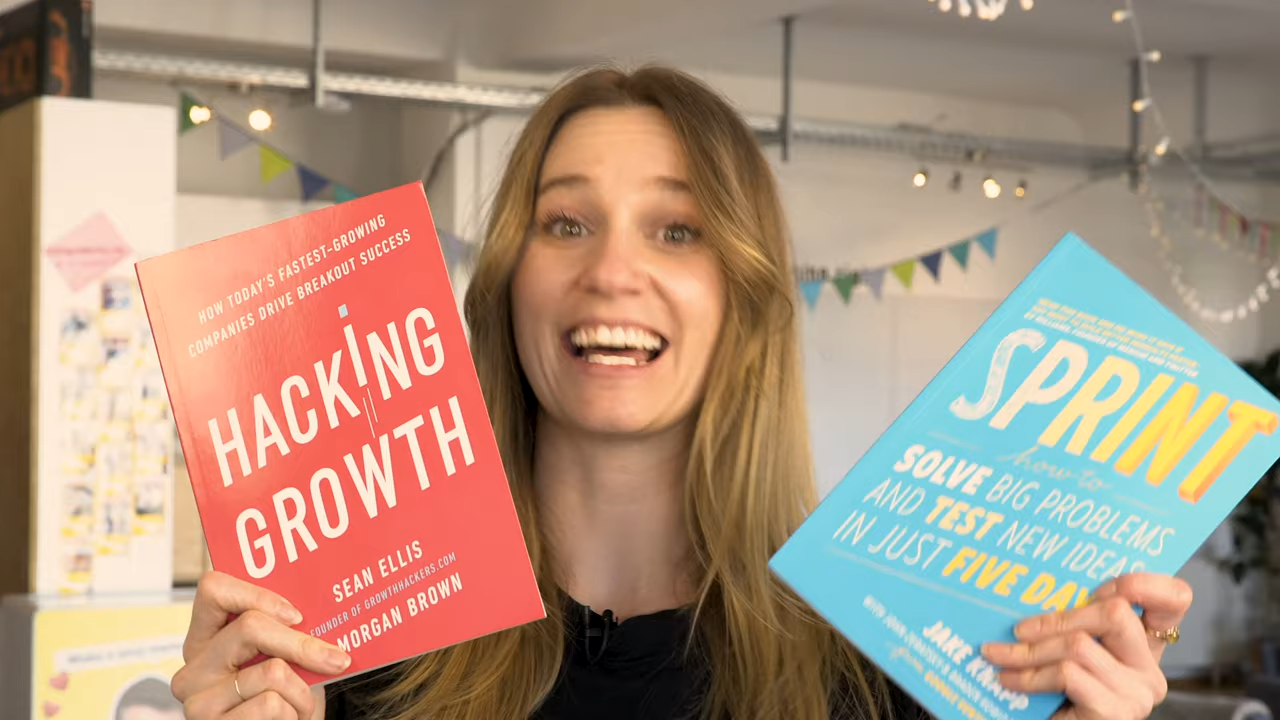 HOW TODAY'S FASTEST-GROWING
COMPANIES DRIVE BREAKOUT SUCCESS
HACKING
GROWTH
SEAN ELLIS
FOUNDER OF GROWTHHACKERS.COM
MORGAN BROWN
SPRINT
how to
SOLVE BIG PROBLEMS
AND TEST NEW IDEAS
IN JUST FIVE DAY
JAKE KNAPP